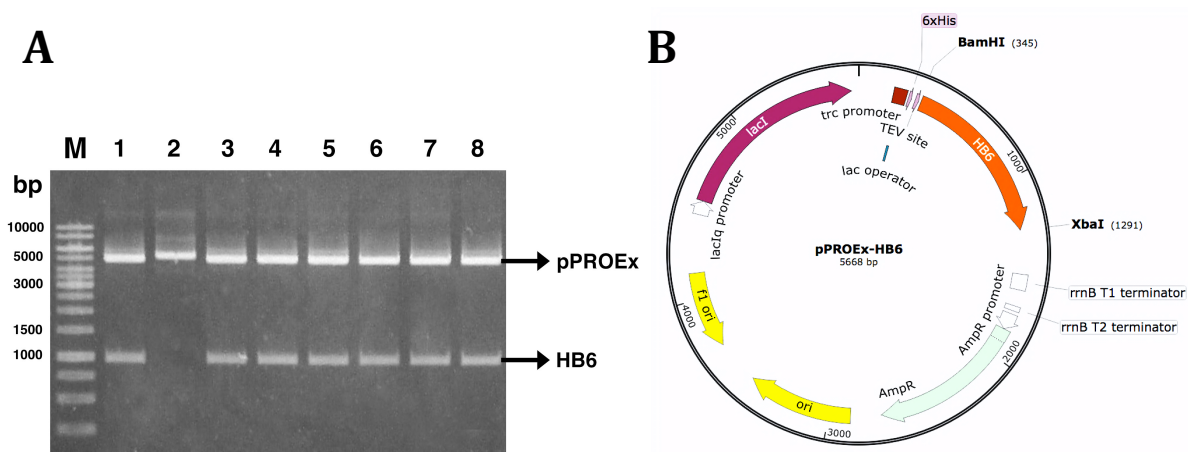 A
M 1 2 3 4 5 6 7 8
bp
10000
5000
3000
1500
1000
pPROEx
HB6
B
6xHis
BamHI (345)
trc promoter
TEV site
lac operator
HB6
1000
XbaI (1291)
rrnB T1 terminator
rrnB T2 terminator
AmpR promoter
2000
AmpR
3000
ori
f1 ori
4000
lacIq promoter
lacI
5000
pPROEx-HB6
5668 bp